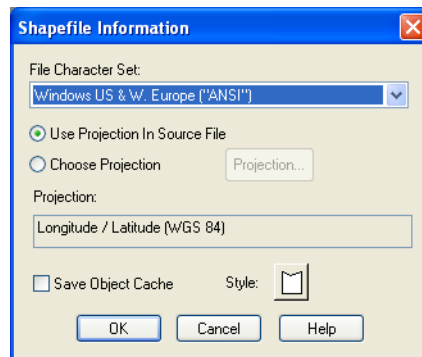 Shapefile Information
File Character Set:
Windows US & W. Europe ("ANSI")
Use Projection In Source File
Choose Projection Projection...
Projection:
Longitude / Latitude (WGS 84)
Save Object Cache Style:
OK Cancel Help